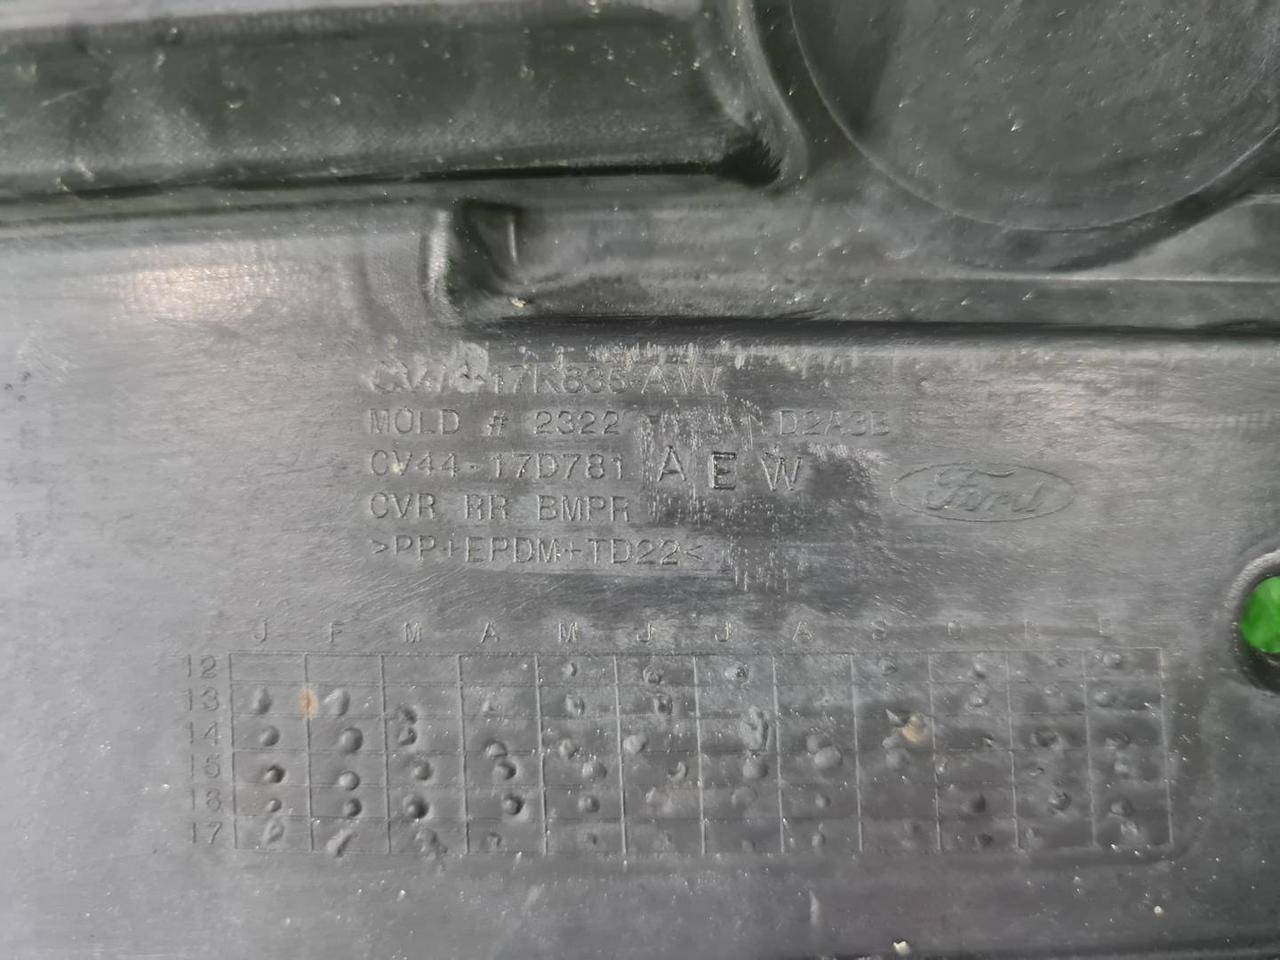 CV44-17K835-AW
MOLD # 2322 D2A3B
CV44-17D781 A E W
CVR RR BMPR
Ford
>PP+EPDM+TD22<
J F M A M J J A S O N D
12
13
14
15
16
17